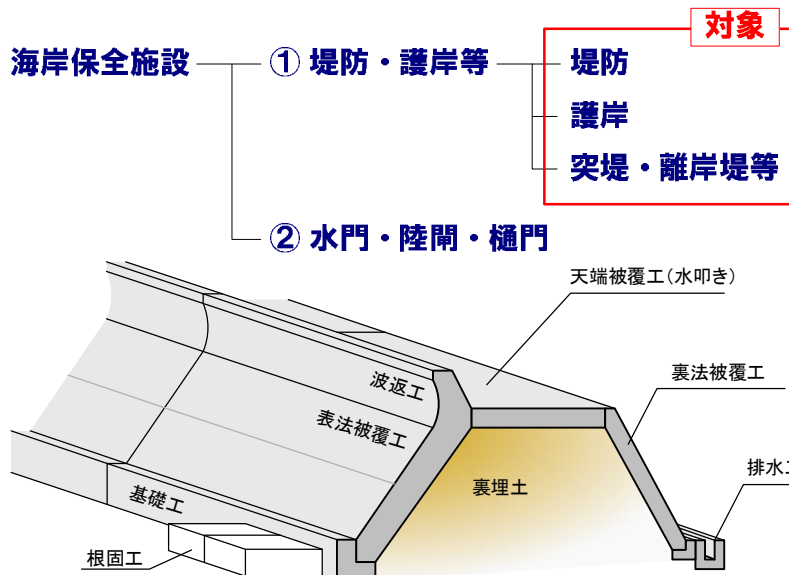 対象
海岸保全施設
① 堤防・護岸等
堤防
護岸
突堤・離岸堤等
② 水門・陸閘・樋門
天端被覆工(水叩き)
波返工
裏法被覆工
表法被覆工
排水
裏埋土
基礎工
根固工